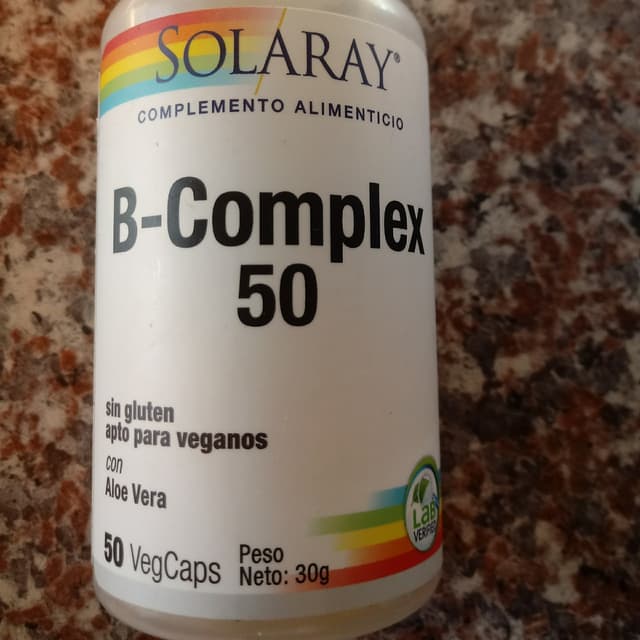 SOLARAY®
COMPLEMENTO ALIMENTICIO
B-Complex
50
sin gluten
apto para veganos
con
Aloe Vera
50 VegCaps
Peso
Neto: 30g
LAB
VERIFIED